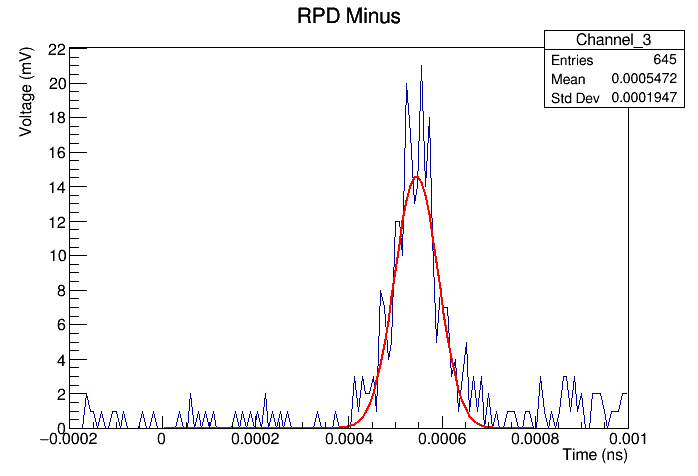 RPD Minus
Channel_3
Entries 645
Mean 0.0005472
Std Dev 0.0001947
Voltage (mV)
22
20
18
16
14
12
10
8
6
4
2
0
−0.0002 0 0.0002 0.0004 0.0006 0.0008 0.001
Time (ns)